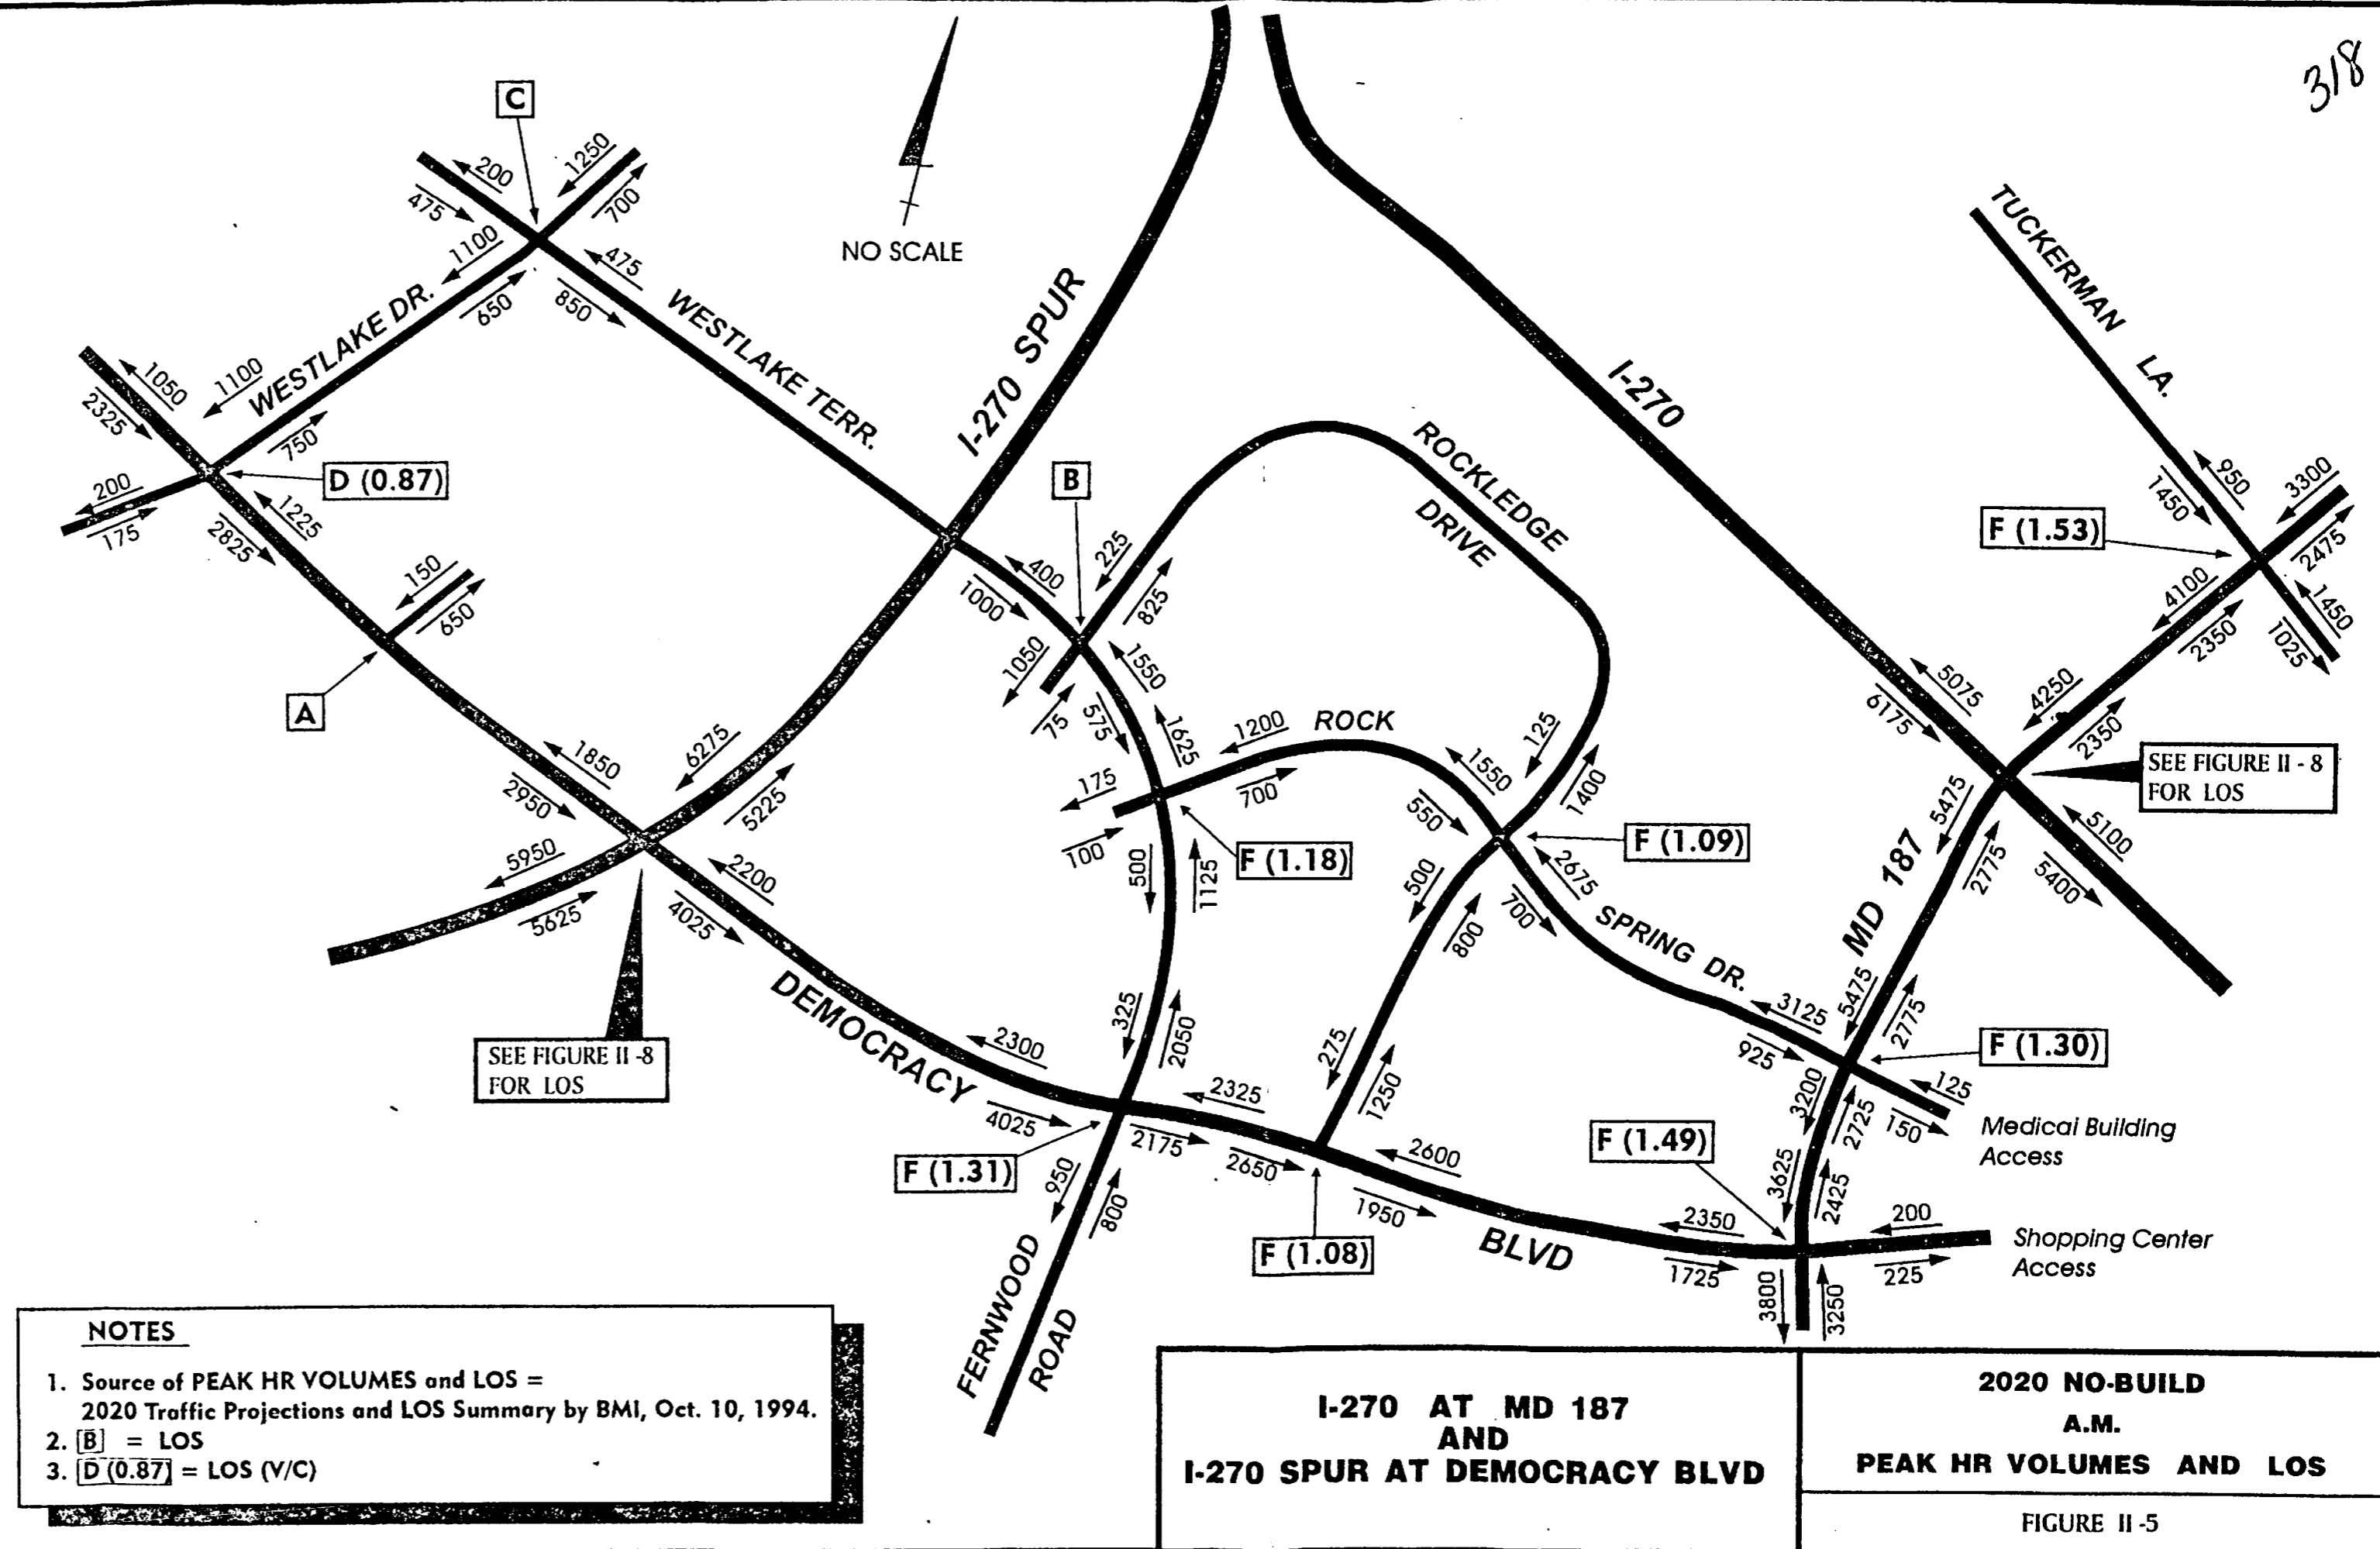 318
C
200
1250
475
700
1100
475
650
850
NO SCALE
WESTLAKE DR.
WESTLAKE TERR.
I-270 SPUR
I-270
TUCKERMAN LA.
1050
2325
1100
750
200
175
D (0.87)
1225
2825
150
650
A
B
225
825
400
1000
1050
75
1550
575
ROCKLEDGE
DRIVE
950
1450
3300
2475
F (1.53)
4100
2350
1450
1025
5075
6175
4250
2350
SEE FIGURE II - 8
FOR LOS
1850
2950
6275
5225
5950
5625
2200
4025
SEE FIGURE II -8
FOR LOS
1625
1200
ROCK
700
175
100
F (1.18)
500
1125
1550
550
125
1400
F (1.09)
500
800
2675
700
SPRING DR.
MD 187
5475
2775
5100
5400
5475
2775
3125
925
F (1.30)
125
150
Medical Building
Access
3200
2725
DEMOCRACY
2300
4025
325
2050
2325
2175
2650
275
1250
F (1.31)
950
800
F (1.08)
2600
1950
BLVD
F (1.49)
3625
2425
2350
1725
200
225
Shopping Center
Access
3800
3250
FERNWOOD
ROAD
NOTES
1. Source of PEAK HR VOLUMES and LOS =
2020 Traffic Projections and LOS Summary by BMI, Oct. 10, 1994.
2. B = LOS
3. D (0.87) = LOS (V/C)
I-270 AT MD 187
AND
I-270 SPUR AT DEMOCRACY BLVD
2020 NO-BUILD
A.M.
PEAK HR VOLUMES AND LOS
FIGURE II -5